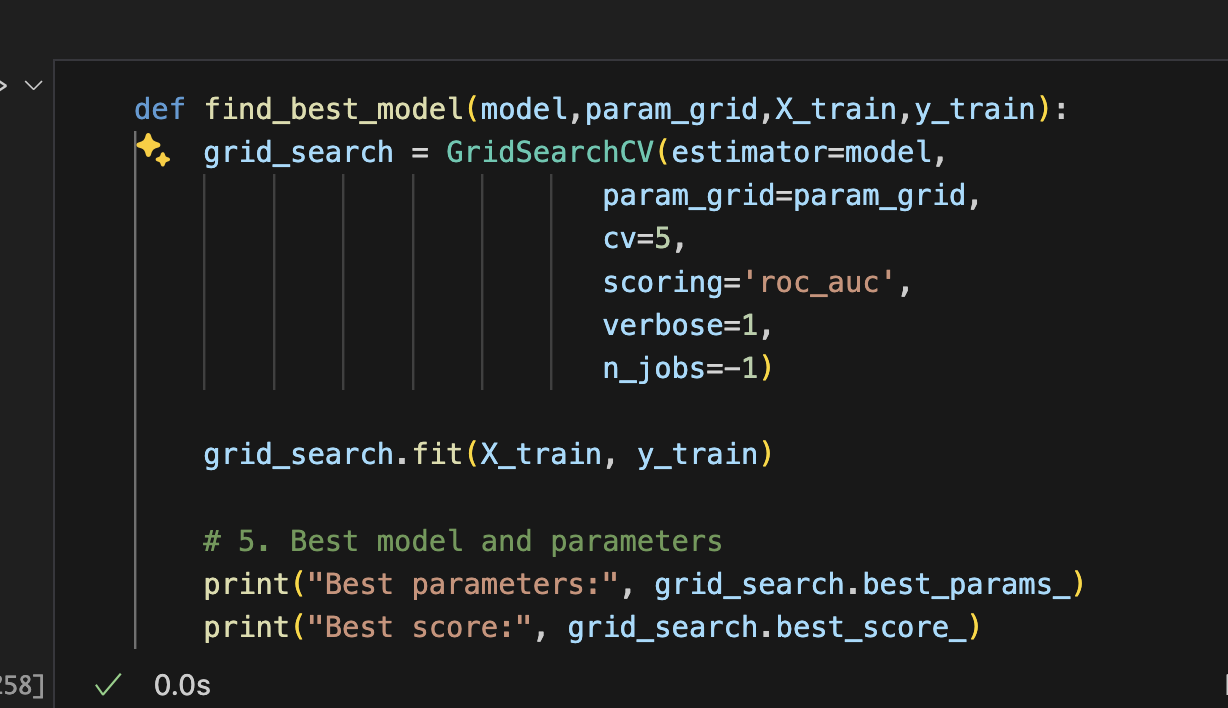 def find_best_model(model,param_grid,X_train,y_train):
grid_search = GridSearchCV(estimator=model,
param_grid=param_grid,
cv=5,
scoring='roc_auc',
verbose=1,
n_jobs=-1)
grid_search.fit(X_train, y_train)
# 5. Best model and parameters
print("Best parameters:", grid_search.best_params_)
print("Best score:", grid_search.best_score_)
258] 0.0s